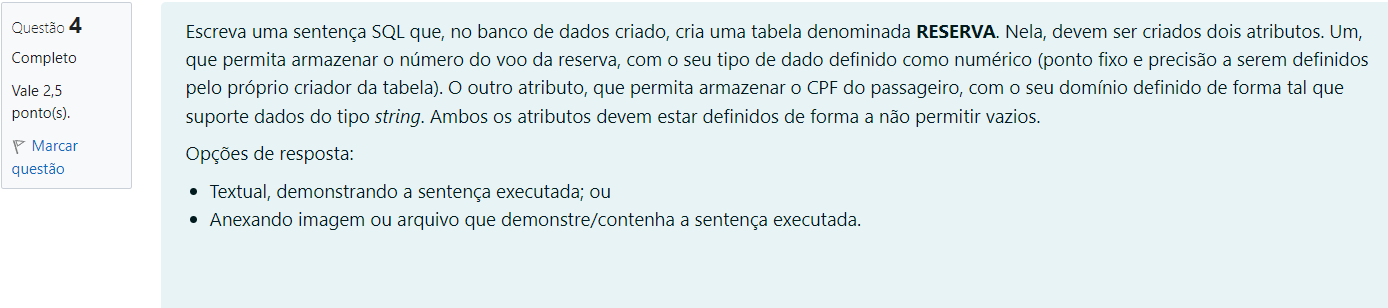 Questão 4
Completo
Vale 2,5
ponto(s).
Marcar
questão
Escreva uma sentença SQL que, no banco de dados criado, cria uma tabela denominada RESERVA. Nela, devem ser criados dois atributos. Um,
que permita armazenar o número do voo da reserva, com o seu tipo de dado definido como numérico (ponto fixo e precisão a serem definidos
pelo próprio criador da tabela). O outro atributo, que permita armazenar o CPF do passageiro, com o seu domínio definido de forma tal que
suporte dados do tipo string. Ambos os atributos devem estar definidos de forma a não permitir vazios.
Opções de resposta:
• Textual, demonstrando a sentença executada; ou
• Anexando imagem ou arquivo que demonstre/contenha a sentença executada.